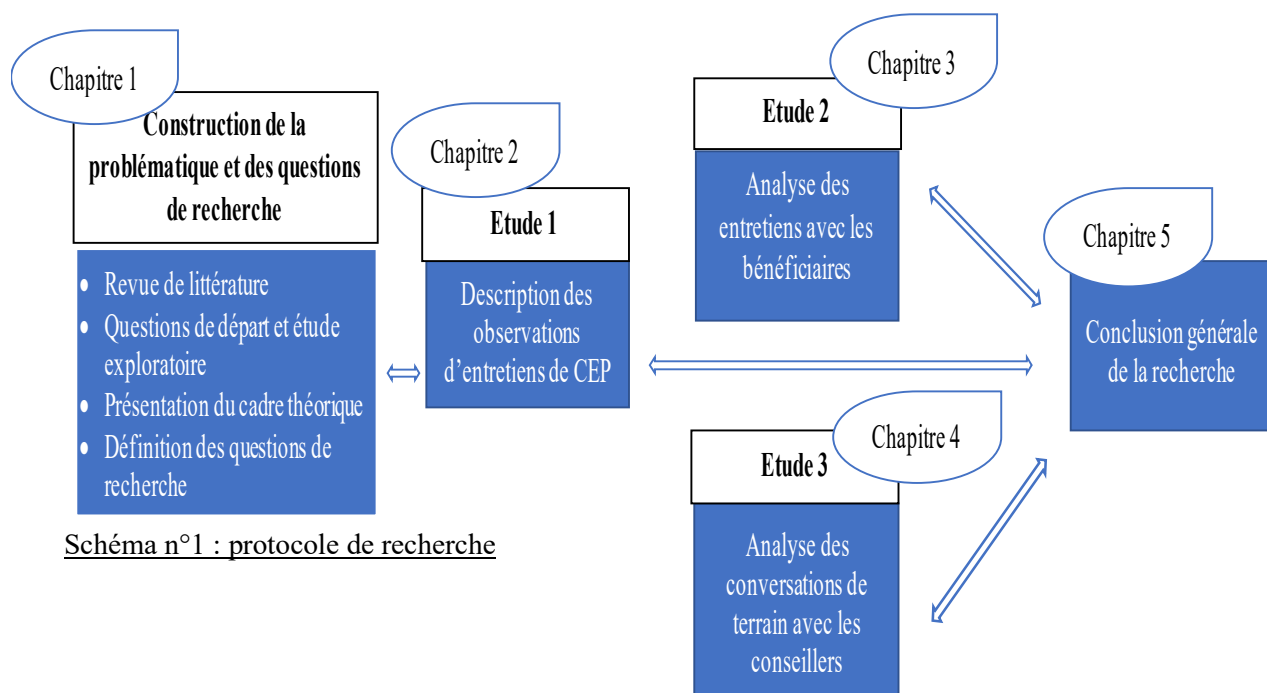 Chapitre 1
Construction de la
problématique et des questions
de recherche
• Revue de littérature
• Questions de départ et étude
exploratoire
• Présentation du cadre théorique
• Définition des questions de
recherche
Chapitre 2
Etude 1
Description des
observations
d'entretiens de CEP
Chapitre 3
Etude 2
Analyse des
entretiens avec les
bénéficiaires
Chapitre 4
Etude 3
Analyse des
conversations de
terrain avec les
conseillers
Chapitre 5
Conclusion générale
de la recherche
Schéma n°1 : protocole de recherche